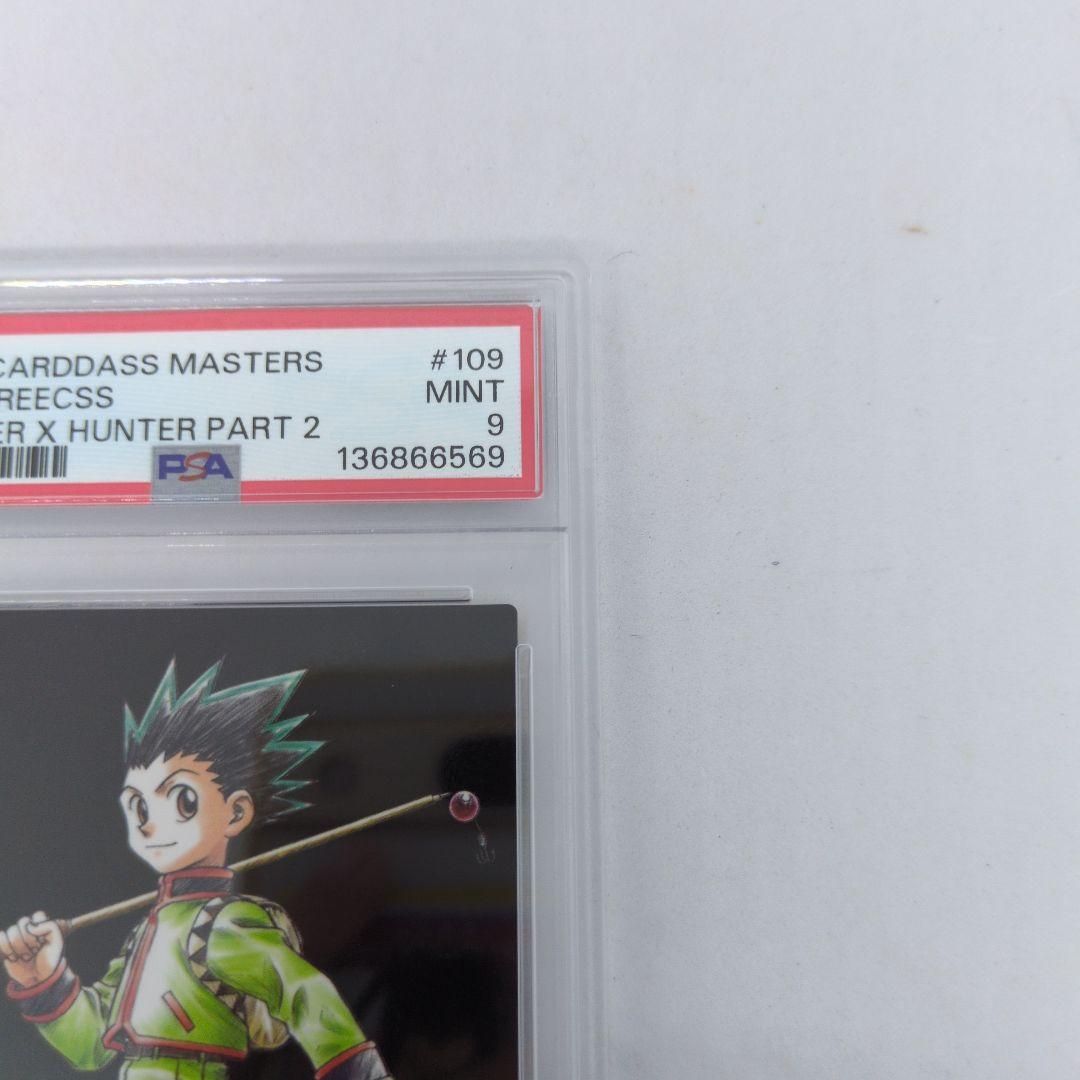 CARDDASS MASTERS #109
REECSS MINT
ER X HUNTER PART 2 9
PSA 136866569